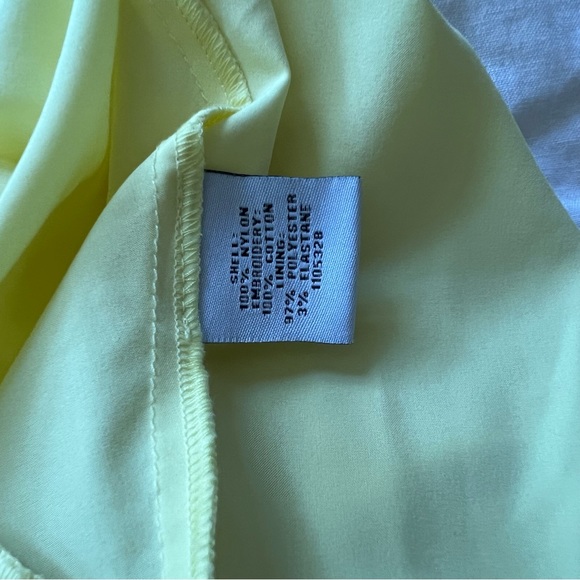 SHELL:
100% NYLON
EMBROIDERY:
100% COTTON
LINING:
97% POLYESTER
3% ELASTANE
1105328